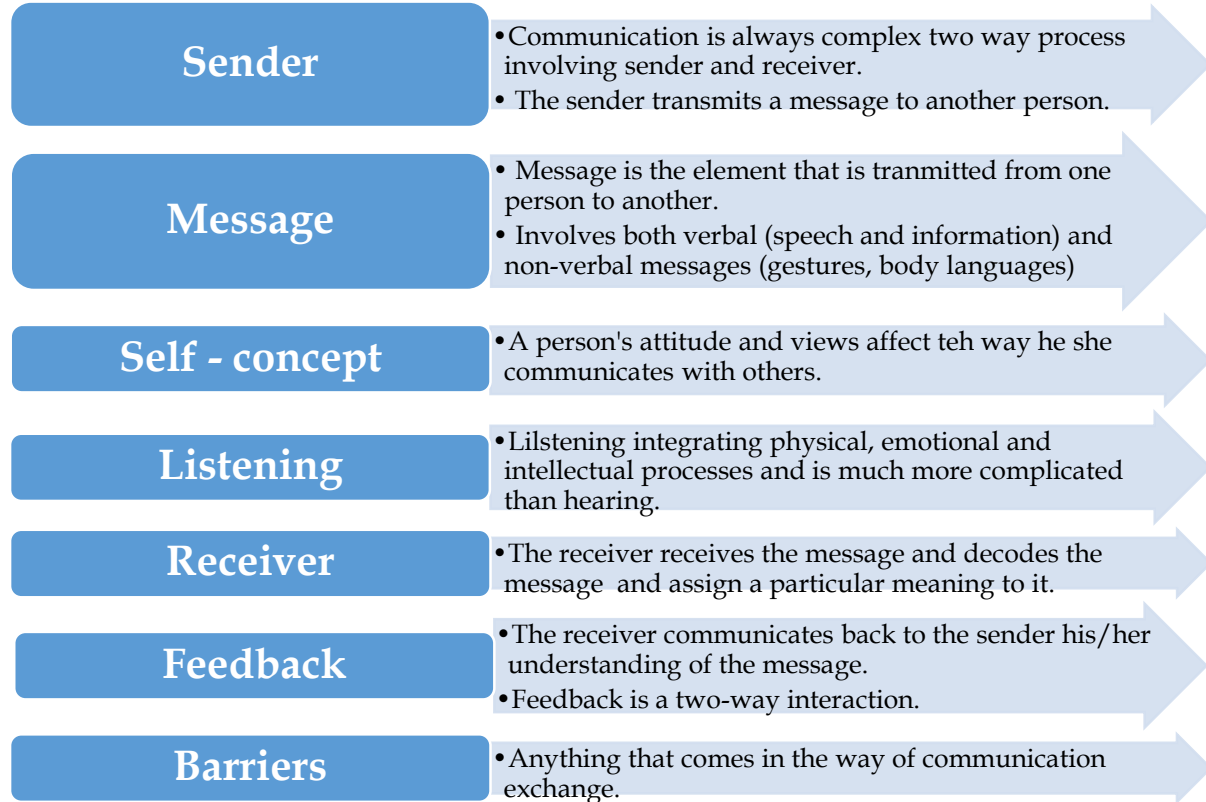 Sender
•Communication is always complex two way process
involving sender and receiver.
• The sender transmits a message to another person.
Message
• Message is the element that is tranmitted from one
person to another.
• Involves both verbal (speech and information) and
non-verbal messages (gestures, body languages)
Self - concept
•A person's attitude and views affect teh way he she
communicates with others.
Listening
•Lilstening integrating physical, emotional and
intellectual processes and is much more complicated
than hearing.
Receiver
•The receiver receives the message and decodes the
message and assign a particular meaning to it.
Feedback
•The receiver communicates back to the sender his/her
understanding of the message.
•Feedback is a two-way interaction.
Barriers
•Anything that comes in the way of communication
exchange.